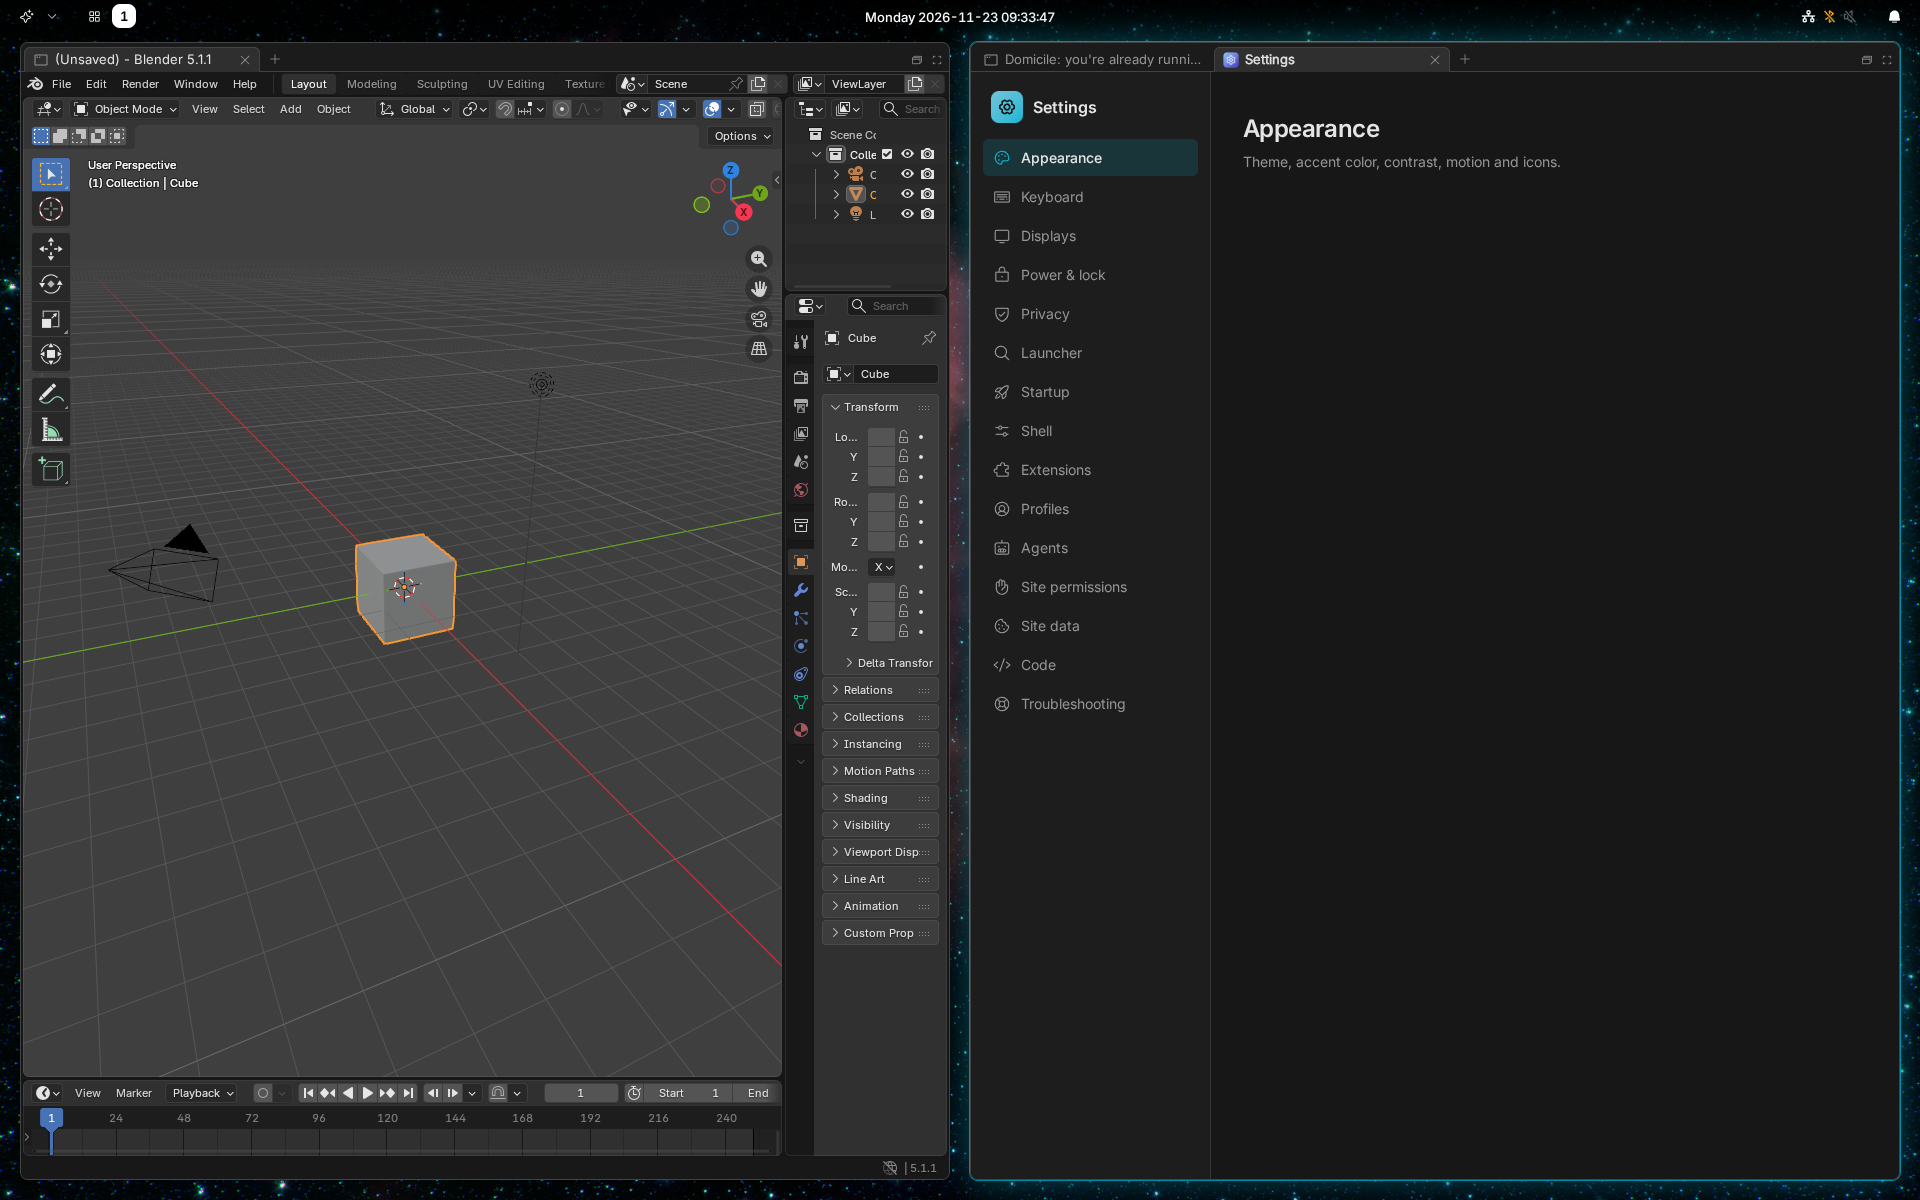 1
Monday 2026-11-23 09:33:47
(Unsaved) - Blender 5.1.1
File Edit Render Window Help Layout Modeling Sculpting UV Editing Texture Scene ViewLayer
Object Mode View Select Add Object Global Search
Options
User Perspective
(1) Collection | Cube
Z
Y
X
Scene Cc
Colle
C
C
L
Search
Cube
Cube
Transform
Lo...
Y
Z
Ro...
Y
Z
Mo... X
Sc...
Y
Z
Delta Transfor
Relations
Collections
Instancing
Motion Paths
Shading
Visibility
Viewport Disp
Line Art
Animation
Custom Prop
View Marker Playback 1 Start 1 End
1 24 48 72 96 120 144 168 192 216 240
5.1.1
Domicile: you're already runni...
Settings
Settings
Appearance
Keyboard
Displays
Power & lock
Privacy
Launcher
Startup
Shell
Extensions
Profiles
Agents
Site permissions
Site data
Code
Troubleshooting
Appearance
Theme, accent color, contrast, motion and icons.